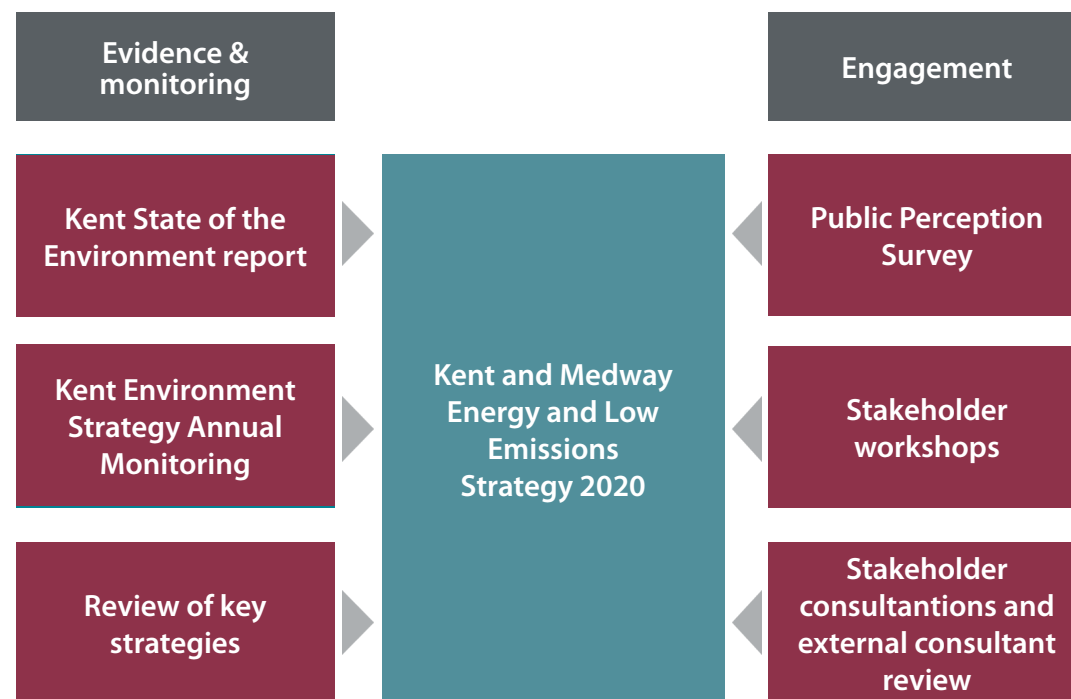 Evidence &
monitoring
Engagement
Kent State of the
Environment report
Public Perception
Survey
Kent Environment
Strategy Annual
Monitoring
Kent and Medway
Energy and Low
Emissions
Strategy 2020
Stakeholder
workshops
Review of key
strategies
Stakeholder
consultantions and
external consultant
review